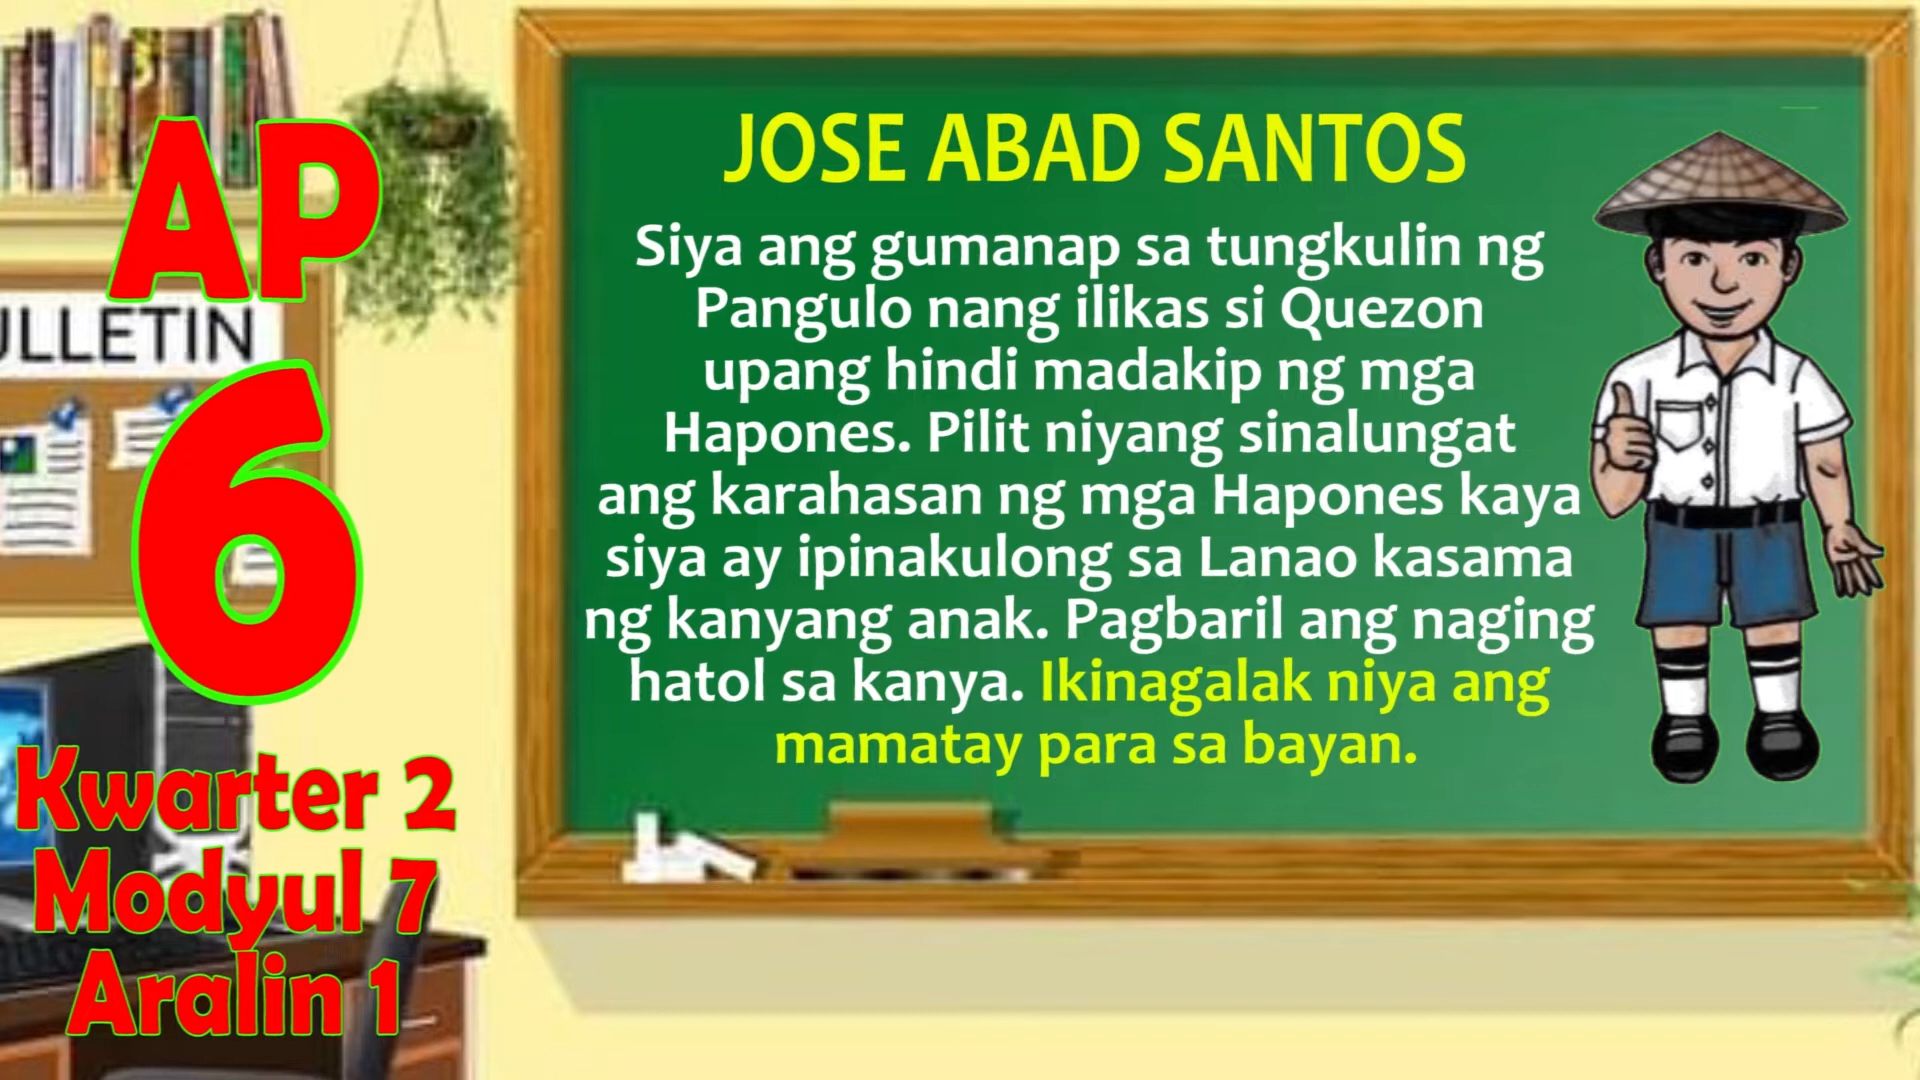 AP
6
Kwarter 2
Modyul 7
Aralin 1
ULLETIN
JOSE ABAD SANTOS
Siya ang gumanap sa tungkulin ng
Pangulo nang ilikas si Quezon
upang hindi madakip ng mga
Hapones. Pilit niyang sinalungat
ang karahasan ng mga Hapones kaya
siya ay ipinakulong sa Lanao kasama
ng kanyang anak. Pagbaril ang naging
hatol sa kanya. Ikinagalak niya ang
mamatay para sa bayan.